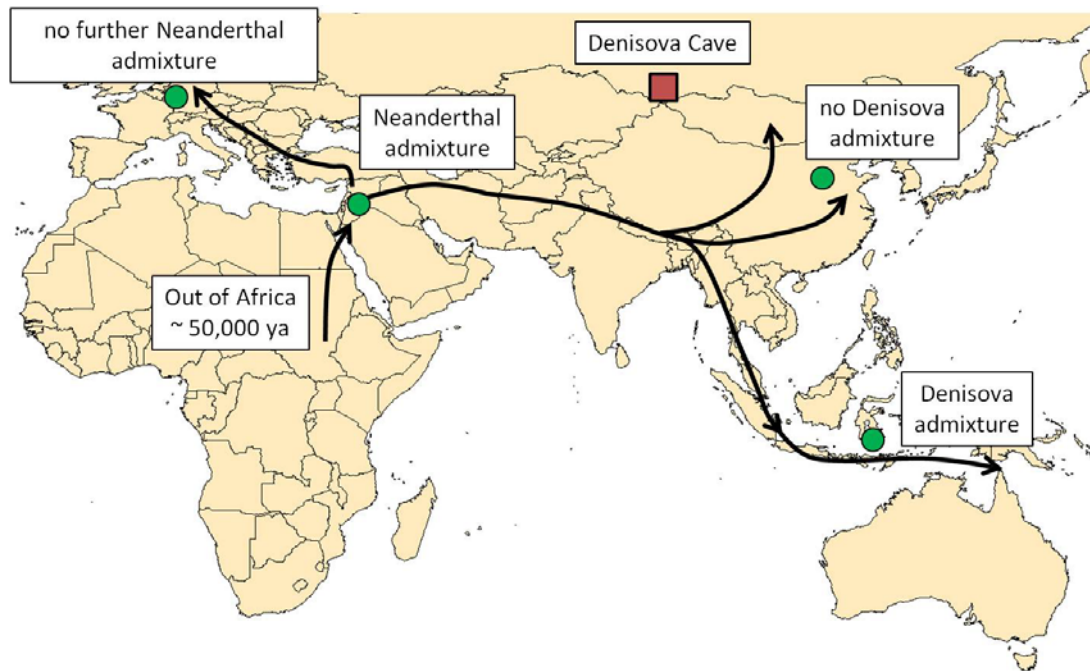 no further Neanderthal
admixture
Denisova Cave
Neanderthal
admixture
no Denisova
admixture
Out of Africa
~ 50,000 ya
Denisova
admixture